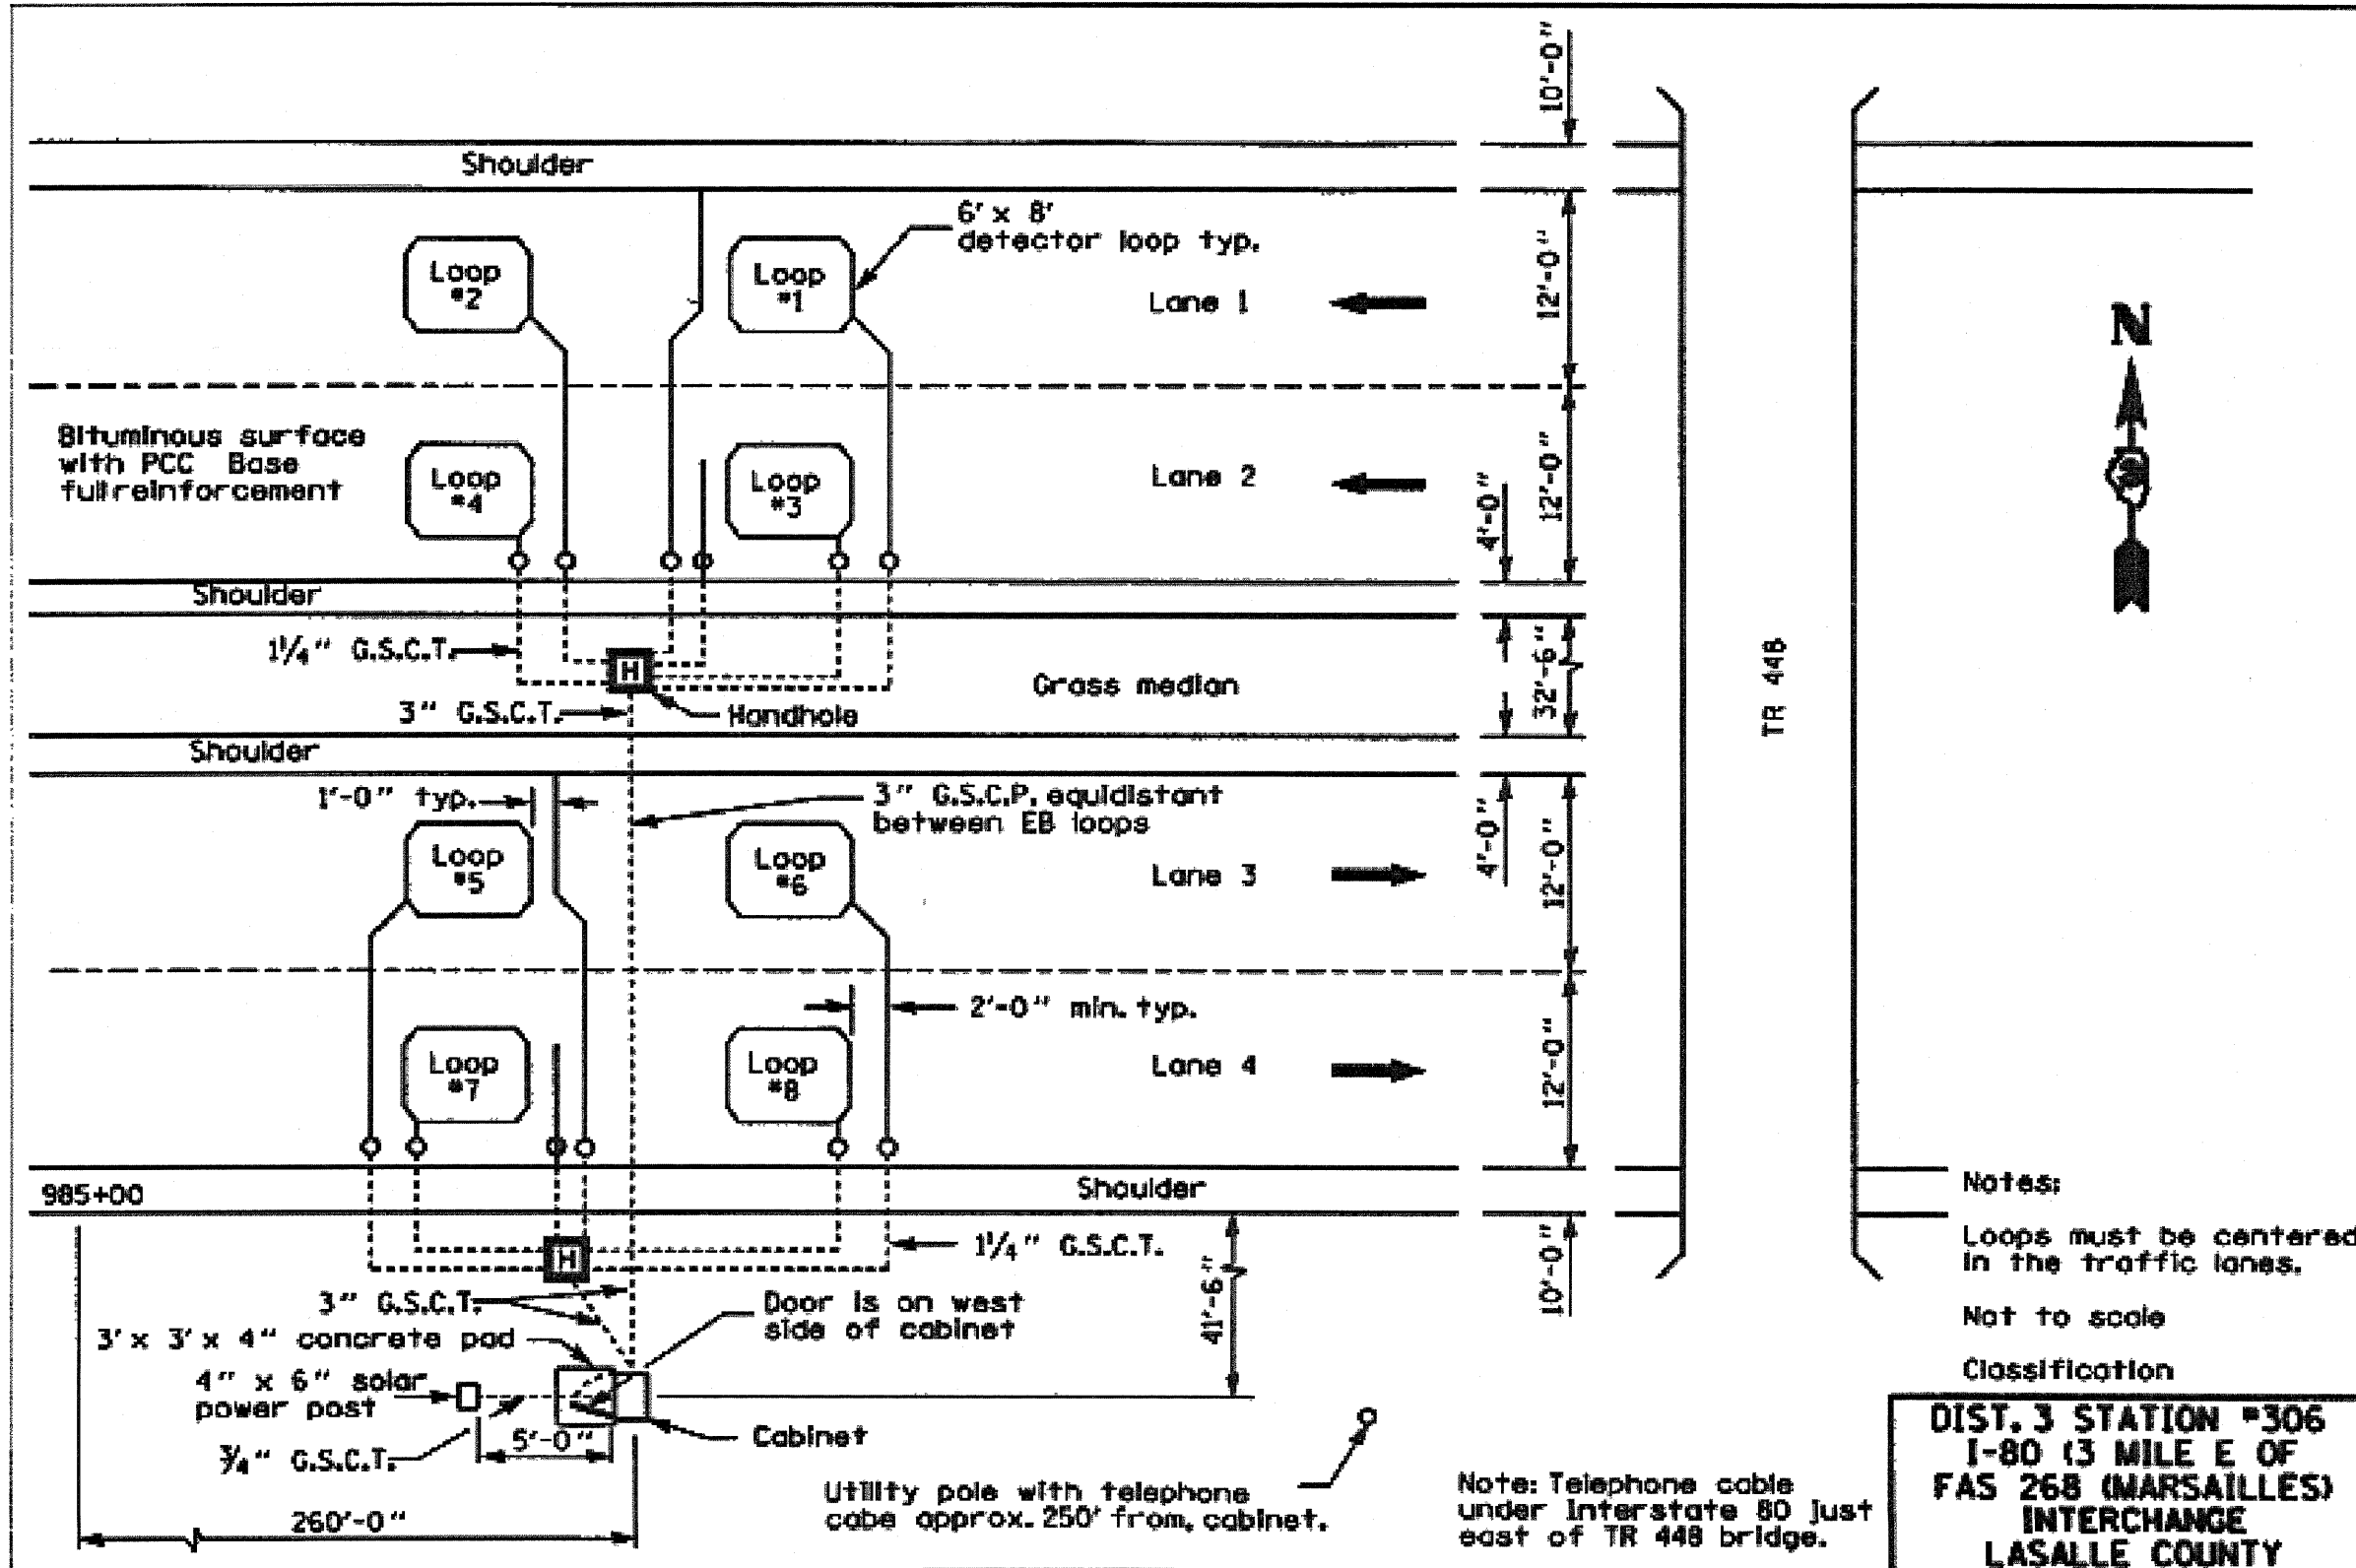 10'-0"
Shoulder
6' x 8'
detector loop typ.
Loop
#2
Loop
#1
Lane 1
12'-0"
N
Bituminous surface
with PCC Base
full reinforcement
Loop
#4
Loop
#3
Lane 2
4'-0"
12'-0"
Shoulder
1 1/4" G.S.C.T.
H
Grass median
32'-6"
TR 448
3" G.S.C.T.
Handhole
Shoulder
1'-0" typ.
3" G.S.C.P. equidistant
between EB loops
Loop
#5
Loop
#6
Lane 3
4'-0"
12'-0"
2'-0" min. typ.
Loop
#7
Loop
#8
Lane 4
12'-0"
985+00
Shoulder
Notes:
Loops must be centered
in the traffic lanes.
Not to scale
Classification
1 1/4" G.S.C.T.
H
41'-6"
10'-0"
3" G.S.C.T.
Door is on west
side of cabinet
3' x 3' x 4" concrete pad
4" x 6" solar
power post
5'-0"
Cabinet
3/4" G.S.C.T.
260'-0"
Utility pole with telephone
cabe approx. 250' from, cabinet.
Note: Telephone cable
under Interstate 80 just
east of TR 448 bridge.
DIST. 3 STATION #306
I-80 (3 MILE E OF
FAS 268 (MARSAILLES)
INTERCHANGE
LASALLE COUNTY